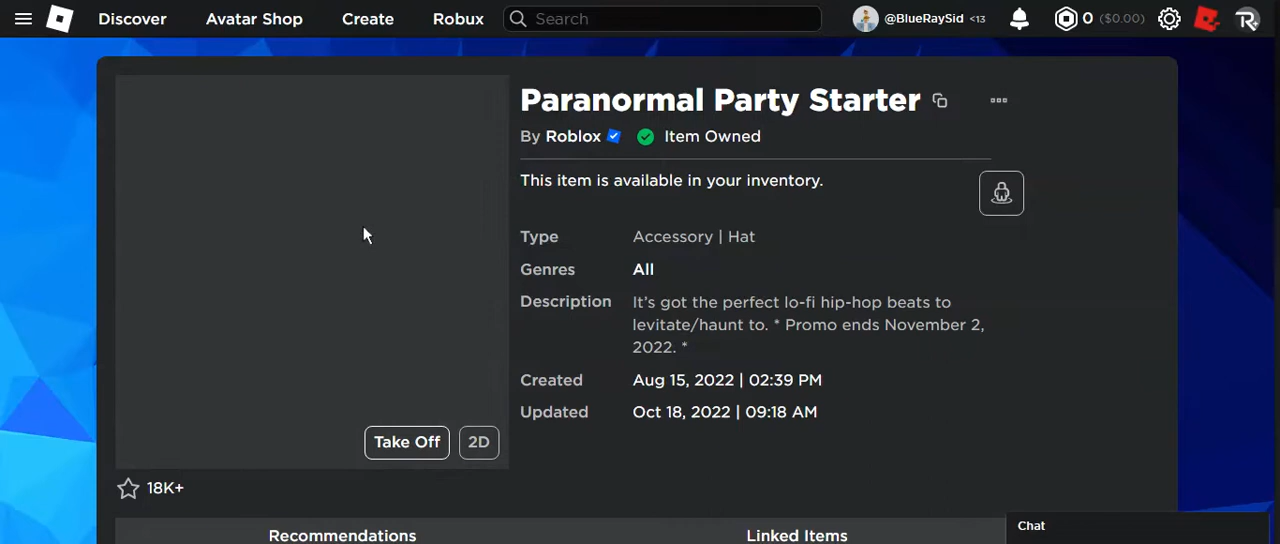 Discover Avatar Shop Create Robux Search @BlueRaySid <13 0 ($0.00)
Paranormal Party Starter
By Roblox Item Owned
This item is available in your inventory.
Type Accessory | Hat
Genres All
Description It's got the perfect lo-fi hip-hop beats to
levitate/haunt to. * Promo ends November 2,
2022. *
Created Aug 15, 2022 | 02:39 PM
Updated Oct 18, 2022 | 09:18 AM
Take Off 2D
18K+
Recommendations Linked Items
Chat